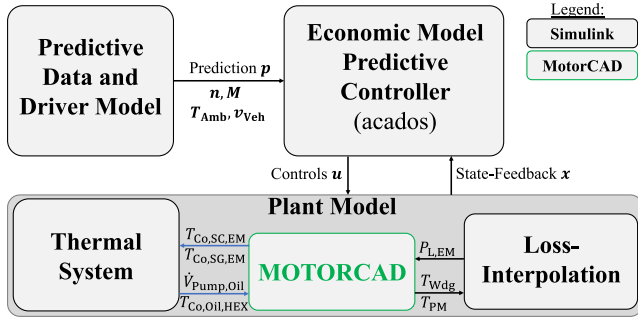 Legend:
Simulink
MotorCAD
Predictive
Data and
Driver Model
Prediction p
n, M
T_Amb, v_Veh
Economic Model
Predictive
Controller
(acados)
Controls u
State-Feedback x
Plant Model
Thermal
System
T_Co,SC,EM
T_Co,SG,EM
V̇_Pump,Oil
T_Co,Oil,HEX
MOTORCAD
P_L,EM
T_Wdg
T_PM
Loss-
Interpolation